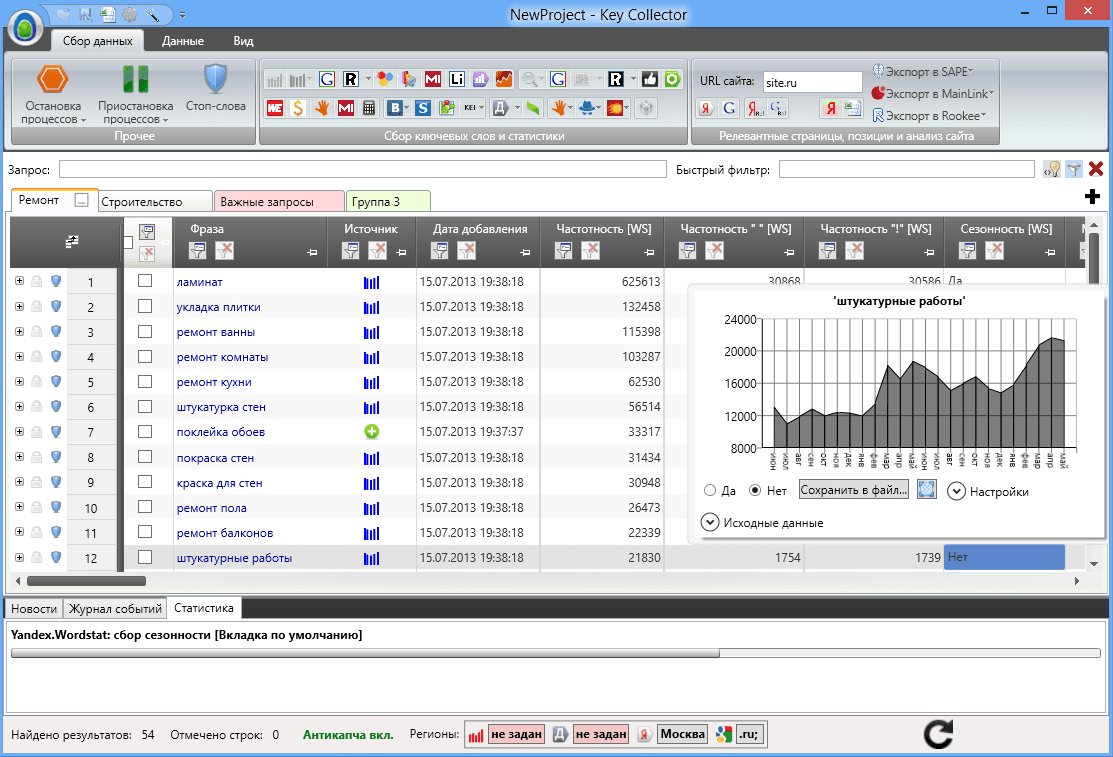 NewProject - Key Collector
Сбор данных Данные Вид
Остановка процессов Приостановка процессов Стоп-слова
Прочее
Сбор ключевых слов и статистики
URL сайта: site.ru
Экспорт в SAPE
Экспорт в MainLink
Экспорт в Rookee
Релевантные страницы, позиции и анализ сайта
Запрос: Быстрый фильтр:
Ремонт Строительство Важные запросы Группа 3
Фраза Источник Дата добавления Частотность [WS] Частотность " " [WS] Частотность "!" [WS] Сезонность [WS]
1 ламинат 15.07.2013 19:38:18 625613 30868 30586 Да
2 укладка плитки 15.07.2013 19:38:18 132458
3 ремонт ванны 15.07.2013 19:38:18 115398
4 ремонт комнаты 15.07.2013 19:38:18 103287
5 ремонт кухни 15.07.2013 19:38:18 62530
6 штукатурка стен 15.07.2013 19:38:18 56514
7 поклейка обоев 15.07.2013 19:37:37 33317
8 покраска стен 15.07.2013 19:38:18 31434
9 краска для стен 15.07.2013 19:38:18 30948
10 ремонт пола 15.07.2013 19:38:18 26473
11 ремонт балконов 15.07.2013 19:38:18 22339
12 штукатурные работы 15.07.2013 19:38:18 21830 1754 1739 Нет
'штукатурные работы'
24000
20000
16000
12000
8000
июн июл авг сен окт ноя дек янв фев мар апр май июн июл авг сен окт ноя дек янв фев мар апр май
Да Нет Сохранить в файл... Настройки
Исходные данные
Новости Журнал событий Статистика
Yandex.Wordstat: сбор сезонности [Вкладка по умолчанию]
Найдено результатов: 54 Отмечено строк: 0 Антикапча вкл. Регионы: не задан Д не задан Я Москва .ru;